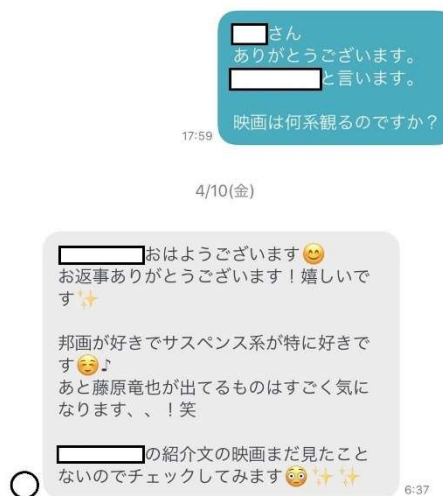 さん
ありがとうございます。
と言います。
映画は何系観るのですか？
17:59
4/10(金)
おはようございます😊
お返事ありがとうございます！嬉しいで
す✨
邦画が好きでサスペンス系が特に好きで
す☺️♪
あと藤原竜也が出てるものはすごく気に
なります、、！笑
の紹介文の映画まだ見たこと
ないのでチェックしてみます😳✨✨
6:37